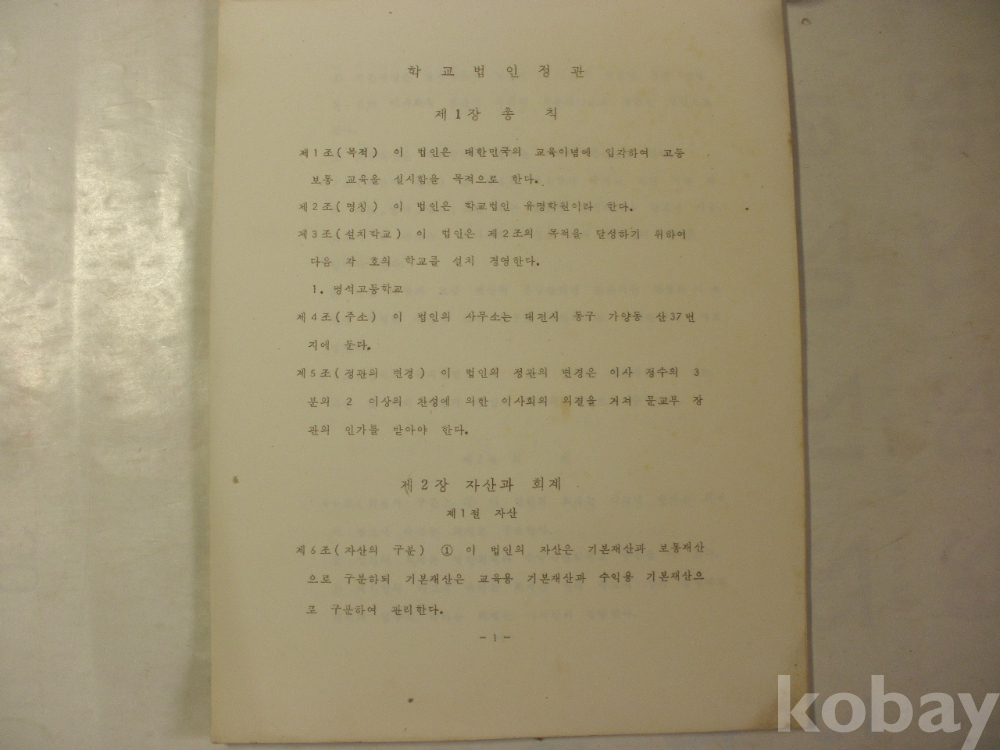 학 교 법 인 정 관
제 1 장 총 칙
제 1 조 ( 목적 ) 이 법인은 대한민국의 교육이념에 입각하여 고등
보통 교육을 실시함을 목적으로 한다.
제 2 조 ( 명칭 ) 이 법인은 학교법인 유명학원이라 한다.
제 3 조 ( 설치학교 ) 이 법인은 제 2 조의 목적을 달성하기 위하여
다음 각 호의 학교를 설치 경영한다.
1. 명석고등학교
제 4 조 ( 주소 ) 이 법인의 사무소는 대전시 동구 가양동 산 37 번
지에 둔다.
제 5 조 ( 정관의 변경 ) 이 법인의 정관의 변경은 이사 정수의 3
분의 2 이상의 찬성에 의한 이사회의 의결을 거쳐 문교부 장
관의 인가를 받아야 한다.
제 2 장 자산과 회계
제 1 절 자산
제 6 조 ( 자산의 구분 ) ① 이 법인의 자산은 기본재산과 보통재산
으로 구분하되 기본재산은 교육용 기본재산과 수익용 기본재산으
로 구분하여 관리한다.
- 1 -
kobay